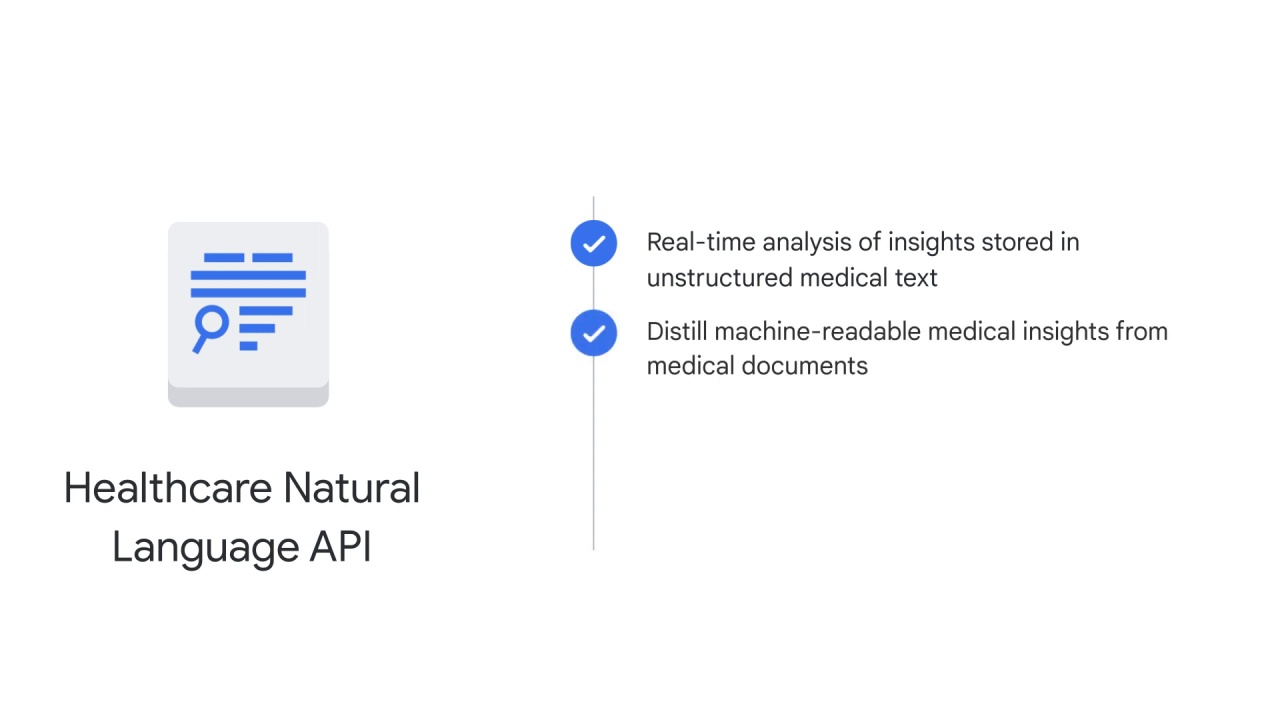 Real-time analysis of insights stored in
unstructured medical text
Distill machine-readable medical insights from
medical documents
Healthcare Natural
Language API